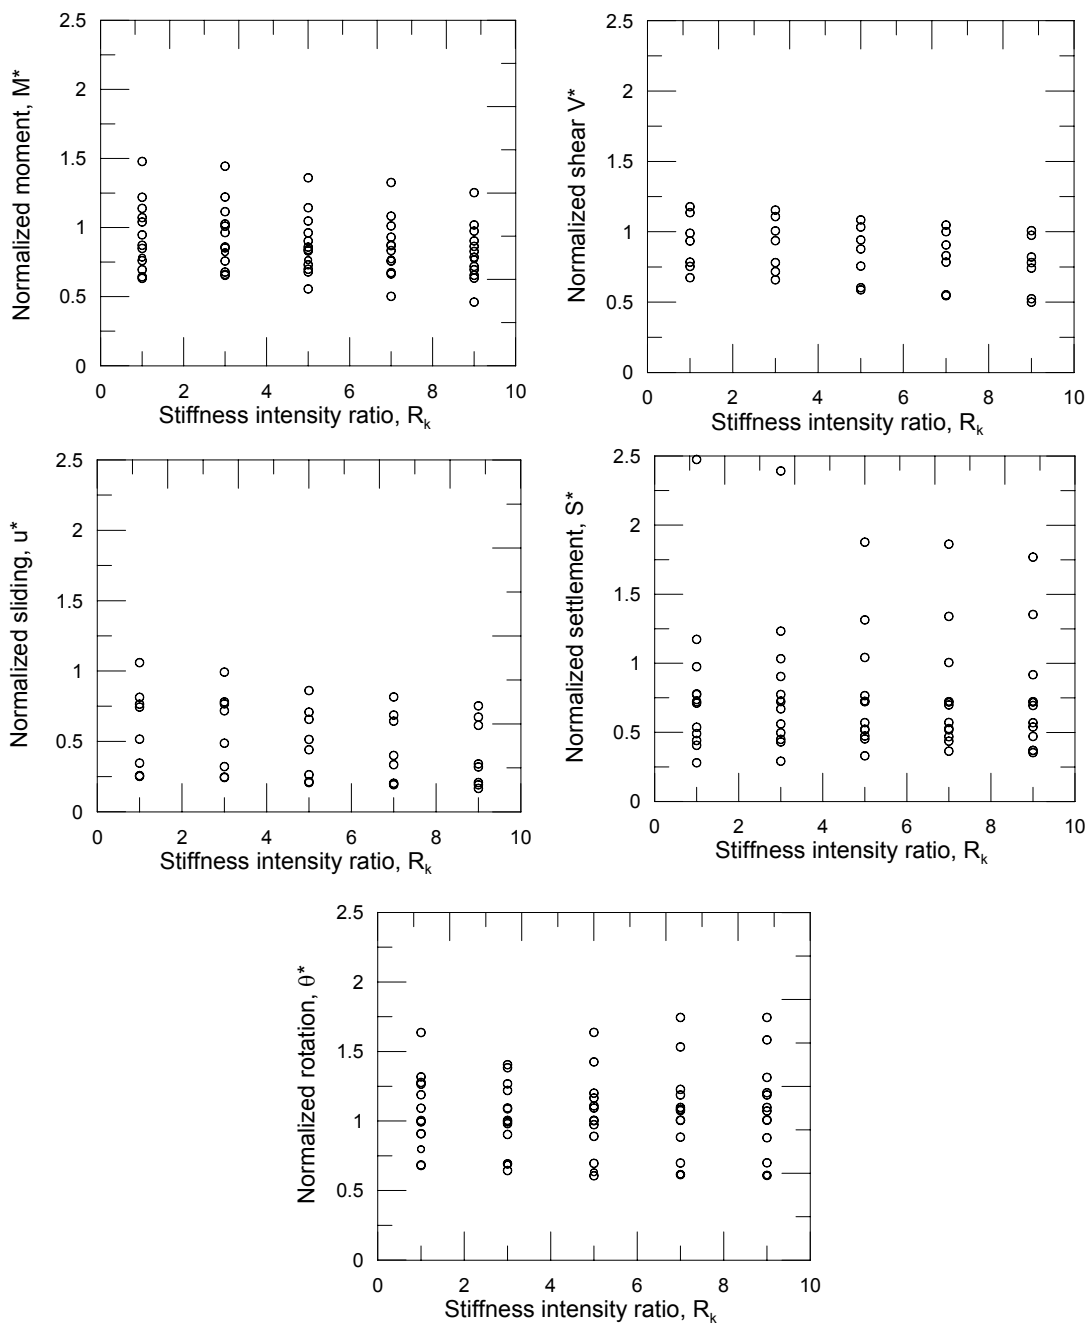 2.5
2
1.5
1
0.5
0
Normalized moment, M*
0 2 4 6 8 10
Stiffness intensity ratio, Rk
2.5
2
1.5
1
0.5
0
Normalized shear V*
0 2 4 6 8 10
Stiffness intensity ratio, Rk
2.5
2
1.5
1
0.5
0
Normalized sliding, u*
0 2 4 6 8 10
Stiffness intensity ratio, Rk
2.5
2
1.5
1
0.5
0
Normalized settlement, S*
0 2 4 6 8 10
Stiffness intensity ratio, Rk
2.5
2
1.5
1
0.5
0
Normalized rotation, θ*
0 2 4 6 8 10
Stiffness intensity ratio, Rk